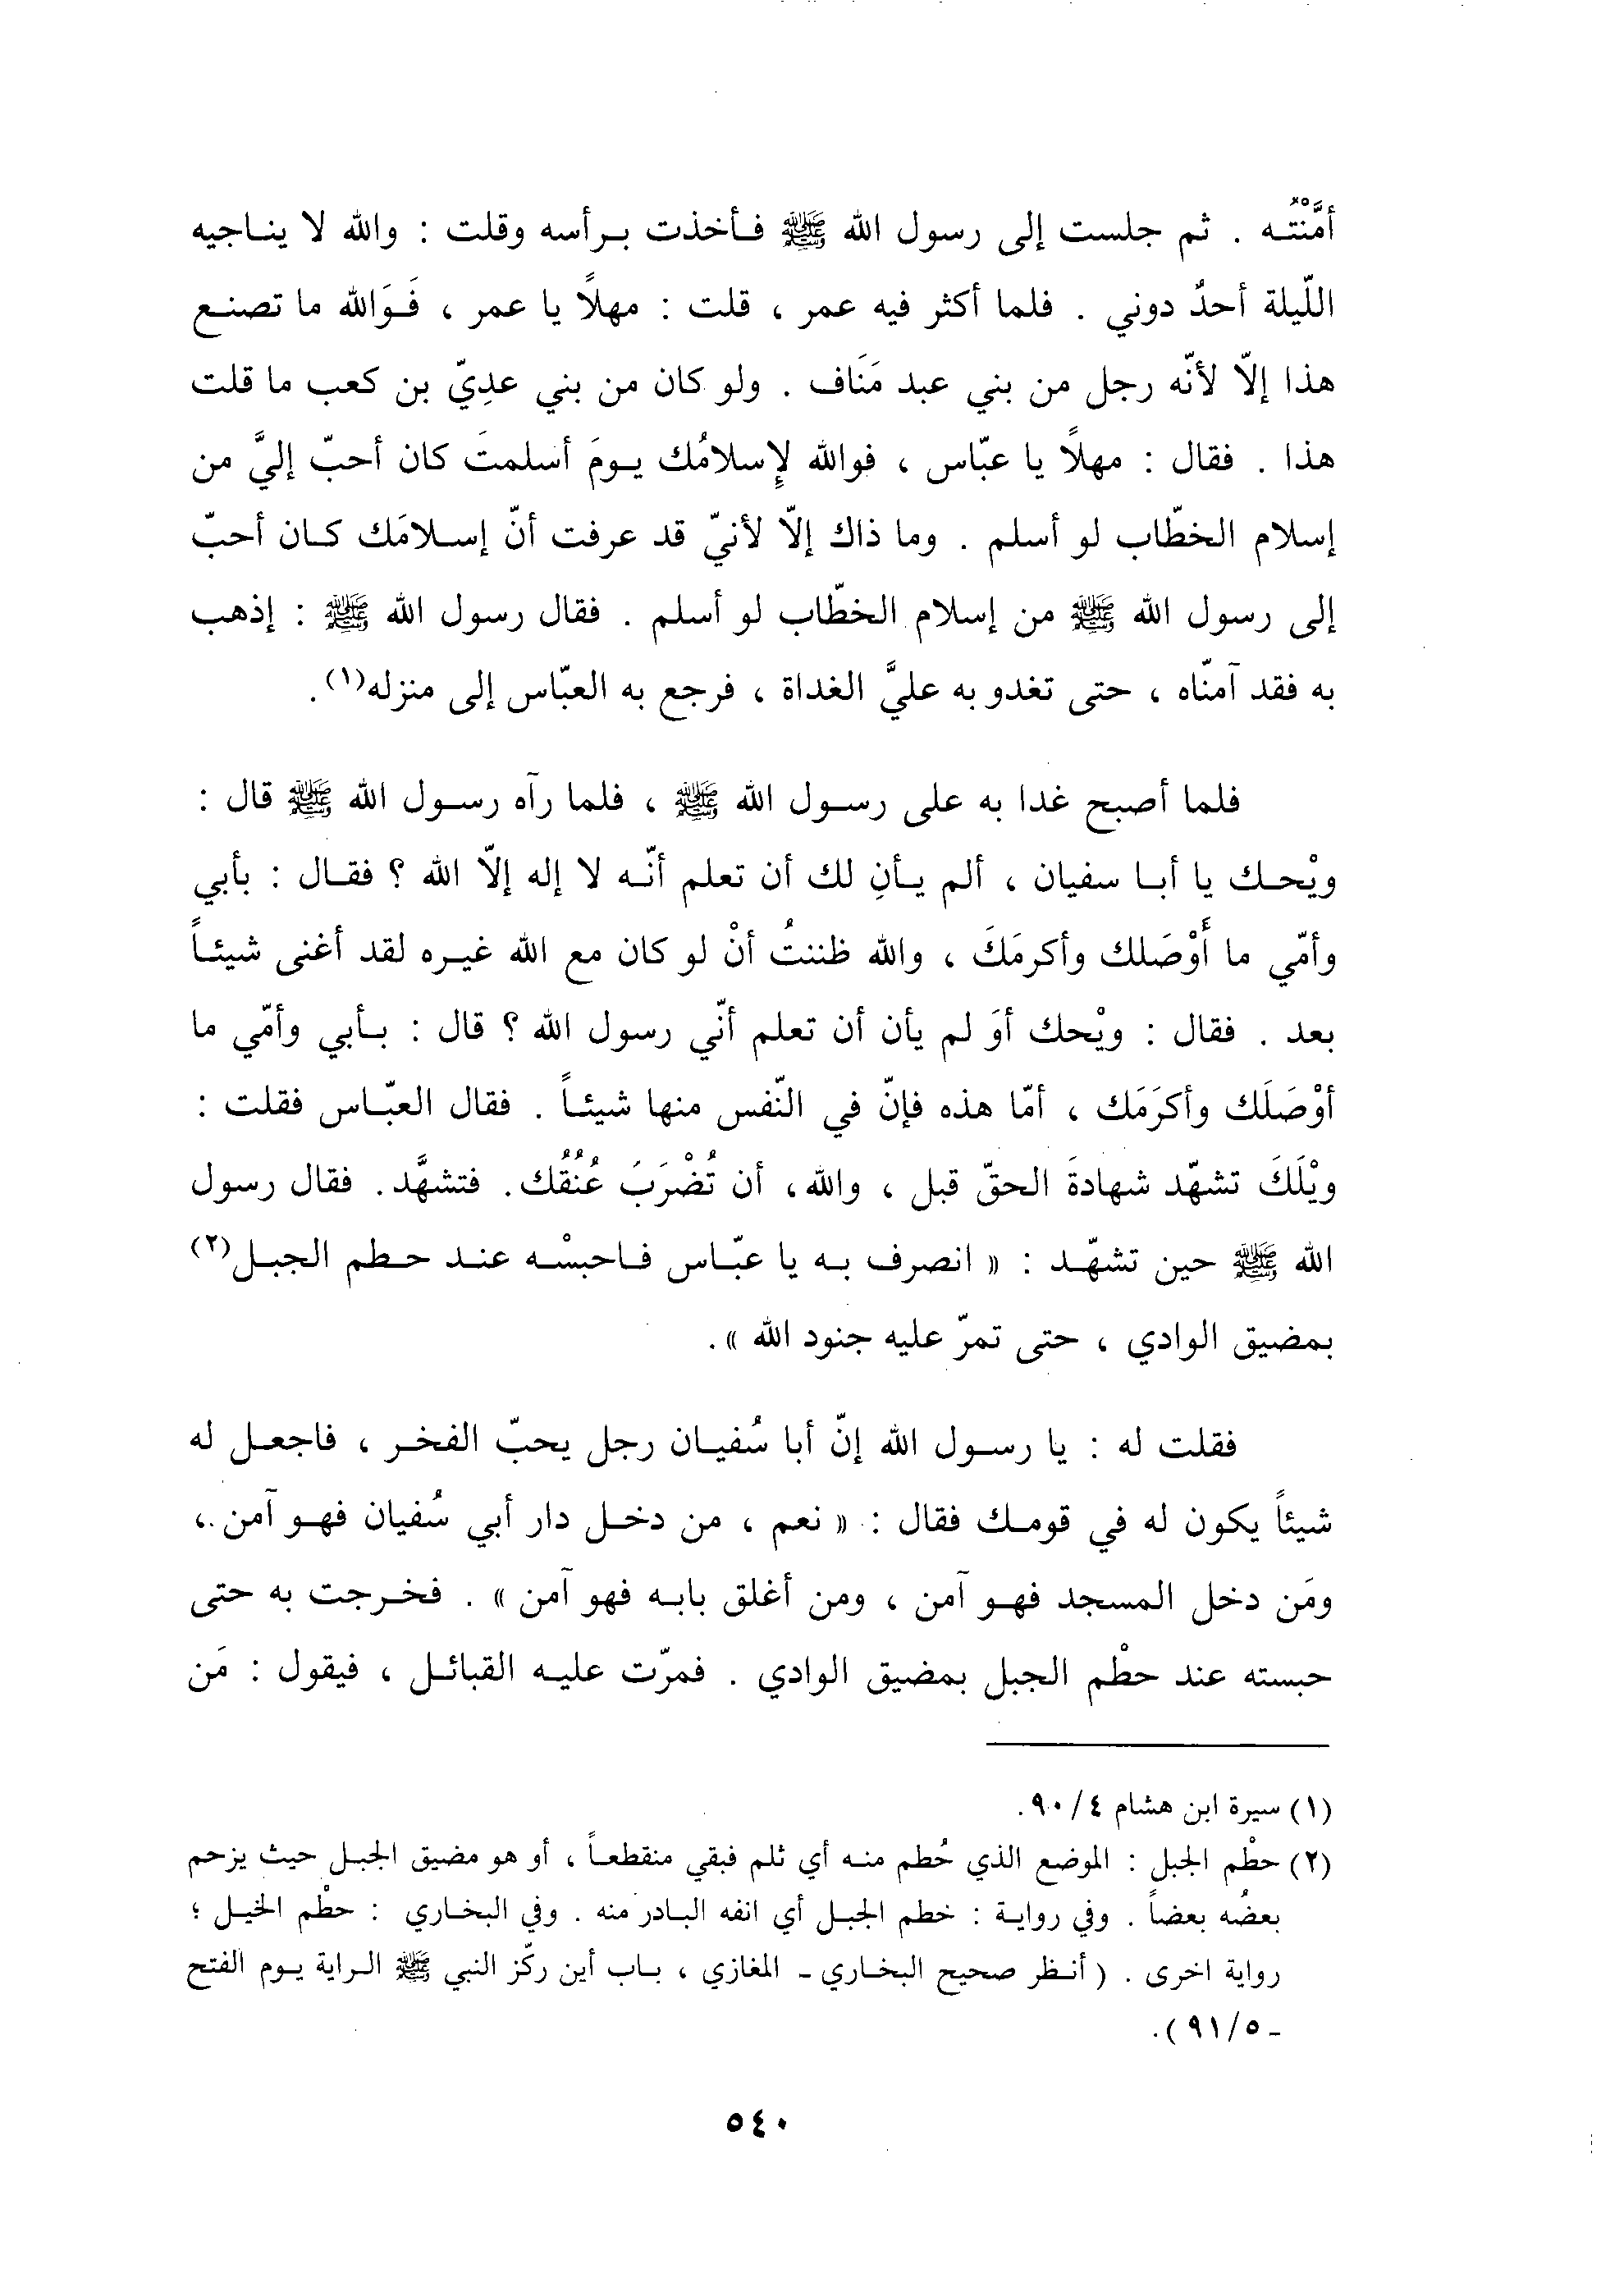 أمَّنْتُه . ثم جلست إلى رسول الله ﷺ فأخذت برأسه وقلت : والله لا يناجيه
اللّيلة أحدٌ دوني . فلما أكثر فيه عمر ، قلت : مهلاً يا عمر ، فَوَالله ما تصنع
هذا إلاّ لأنّه رجل من بني عبد مَنَاف . ولو كان من بني عدِيّ بن كعب ما قلت
هذا . فقال : مهلاً يا عبّاس ، فوالله لإِسلامُك يومَ أسلمتَ كان أحبّ إليَّ من
إسلام الخطّاب لو أسلم . وما ذاك إلاّ لأنيّ قد عرفت أنّ إسلامَك كان أحبّ
إلى رسول الله ﷺ من إسلام الخطّاب لو أسلم . فقال رسول الله ﷺ : إذهب
به فقد آمنّاه ، حتى تغدو به عليَّ الغداة ، فرجع به العبّاس إلى منزله(١).
فلما أصبح غدا به على رسول الله ﷺ ، فلما رآه رسول الله ﷺ قال :
ويْحك يا أبا سفيان ، ألم يأنِ لك أن تعلم أنّه لا إله إلاّ الله ؟ فقال : بأبي
وأمّي ما أَوْصَلك وأكرمَكَ ، والله ظننتُ أنْ لو كان مع الله غيره لقد أغنى شيئاً
بعد . فقال : ويْحك أوَ لم يأن أن تعلم أنّي رسول الله ؟ قال : بأبي وأمّي ما
أوْصَلَك وأكرَمَك ، أمّا هذه فإنّ في النّفس منها شيئاً . فقال العبّاس فقلت :
ويْلَكَ تشهّد شهادةَ الحقّ قبل ، والله، أن تُضْرَبَ عُنُقُك. فتشهَّد. فقال رسول
الله ﷺ حين تشهّد : « انصرف به يا عبّاس فاحبسْه عند حطم الجبل(٢)
بمضيق الوادي ، حتى تمرّ عليه جنود الله ».
فقلت له : يا رسول الله إنّ أبا سُفيان رجل يحبّ الفخر ، فاجعل له
شيئاً يكون له في قومك فقال : « نعم ، من دخل دار أبي سُفيان فهو آمن ،
ومَن دخل المسجد فهو آمن ، ومن أغلق بابه فهو آمن » . فخرجت به حتى
حبسته عند حطْم الجبل بمضيق الوادي . فمرّت عليه القبائل ، فيقول : مَن
(١) سيرة ابن هشام ٤/ ٩٠.
(٢) حطْم الجبل : الموضع الذي حُطم منه أي ثلم فبقي منقطعاً ، أو هو مضيق الجبل حيث يزحم
بعضُه بعضاً . وفي رواية : خطم الجبل أي انفه البادر منه . وفي البخاري : حطْم الخيل ؛
رواية اخرى . ( أنظر صحيح البخاري - المغازي ، باب أين ركّز النبي ﷺ الراية يوم الفتح
- ٩١/٥ ).
٥٤٠